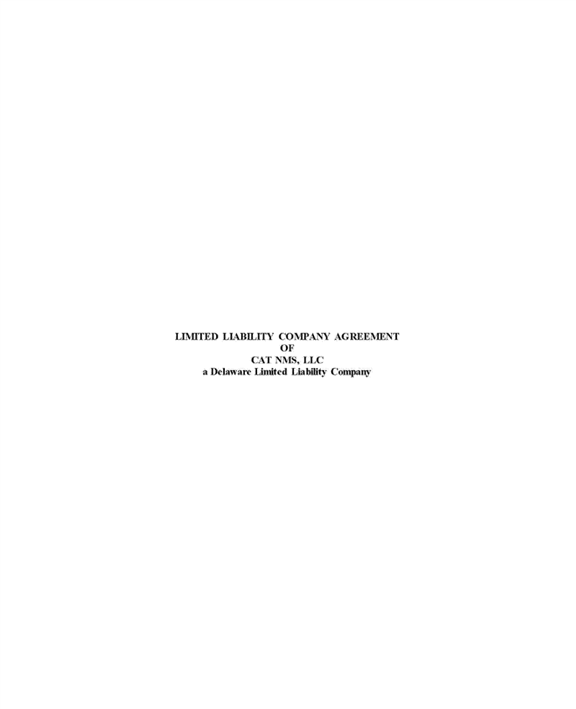 LIMITED LIABILITY COMPANY AGREEMENT
OF
CAT NMS, LLC
a Delaware Limited Liability Company